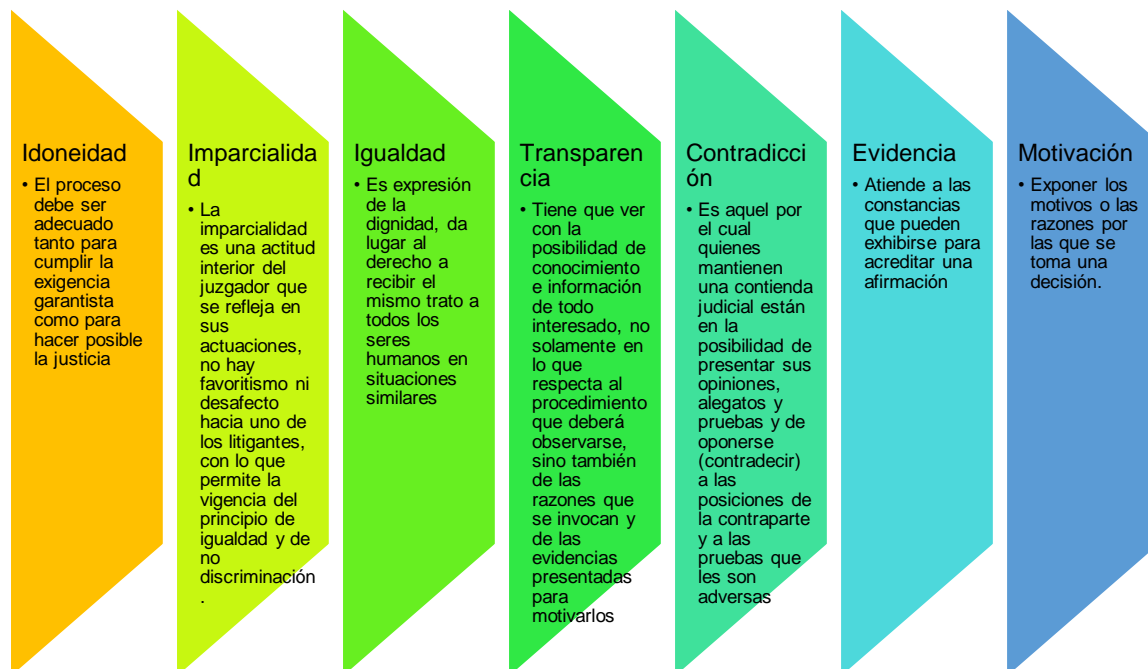 Idoneidad
• El proceso
debe ser
adecuado
tanto para
cumplir la
exigencia
garantista
como para
hacer posible
la justicia
Imparcialida
d
• La
imparcialidad
es una actitud
interior del
juzgador que
se refleja en
sus
actuaciones,
no hay
favoritismo ni
desafecto
hacia uno de
los litigantes,
con lo que
permite la
vigencia del
principio de
igualdad y de
no
discriminación
.
Igualdad
• Es expresión
de la
dignidad, da
lugar al
derecho a
recibir el
mismo trato a
todos los
seres
humanos en
situaciones
similares
Transparen
cia
• Tiene que ver
con la
posibilidad de
conocimiento
e información
de todo
interesado, no
solamente en
lo que
respecta al
procedimiento
que deberá
observarse,
sino también
de las
razones que
se invocan y
de las
evidencias
presentadas
para
motivarlos
Contradicci
ón
• Es aquel por
el cual
quienes
mantienen
una contienda
judicial están
en la
posibilidad de
presentar sus
opiniones,
alegatos y
pruebas y de
oponerse
(contradecir)
a las
posiciones de
la contraparte
y a las
pruebas que
les son
adversas
Evidencia
• Atiende a las
constancias
que pueden
exhibirse para
acreditar una
afirmación
Motivación
• Exponer los
motivos o las
razones por
las que se
toma una
decisión.